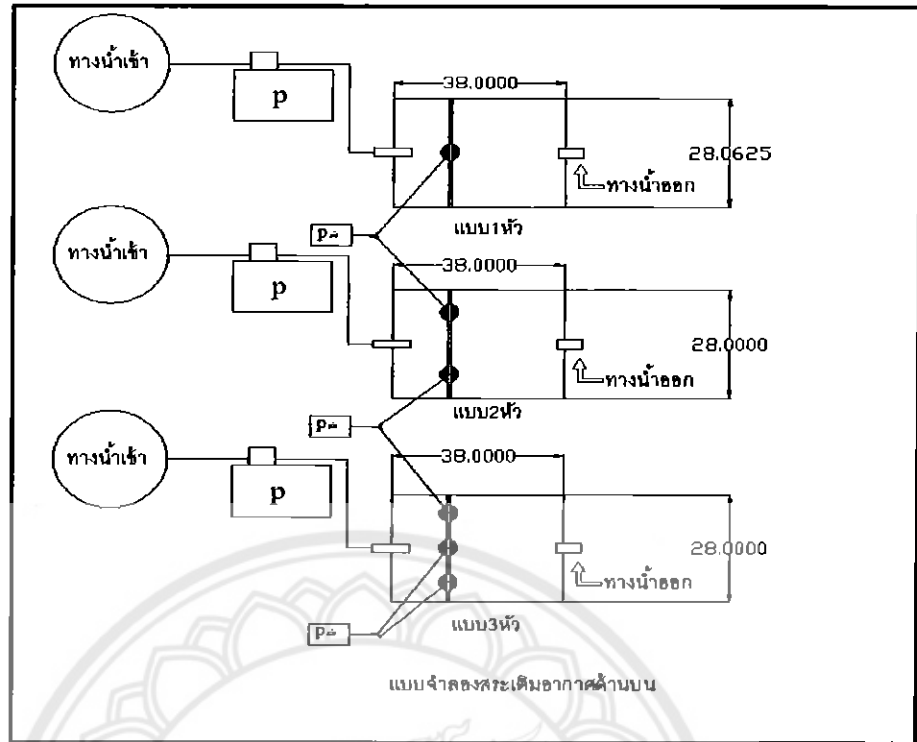 ทางน้ำเข้า
P
38.0000
28.0625
ทางน้ำออก
แบบ1หัว
ทางน้ำเข้า
P
38.0000
28.0000
ทางน้ำออก
แบบ2หัว
ทางน้ำเข้า
P
38.0000
28.0000
ทางน้ำออก
แบบ3หัว
แบบจำลองสระเติมอากาศด้านบน